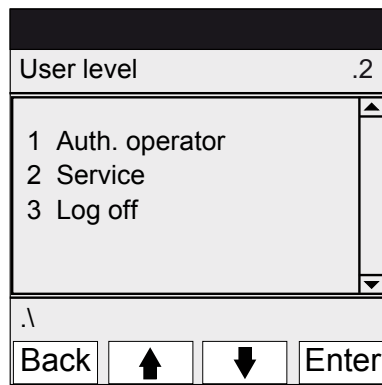 User level .2
1 Auth. operator
2 Service
3 Log off
.\
Back Enter